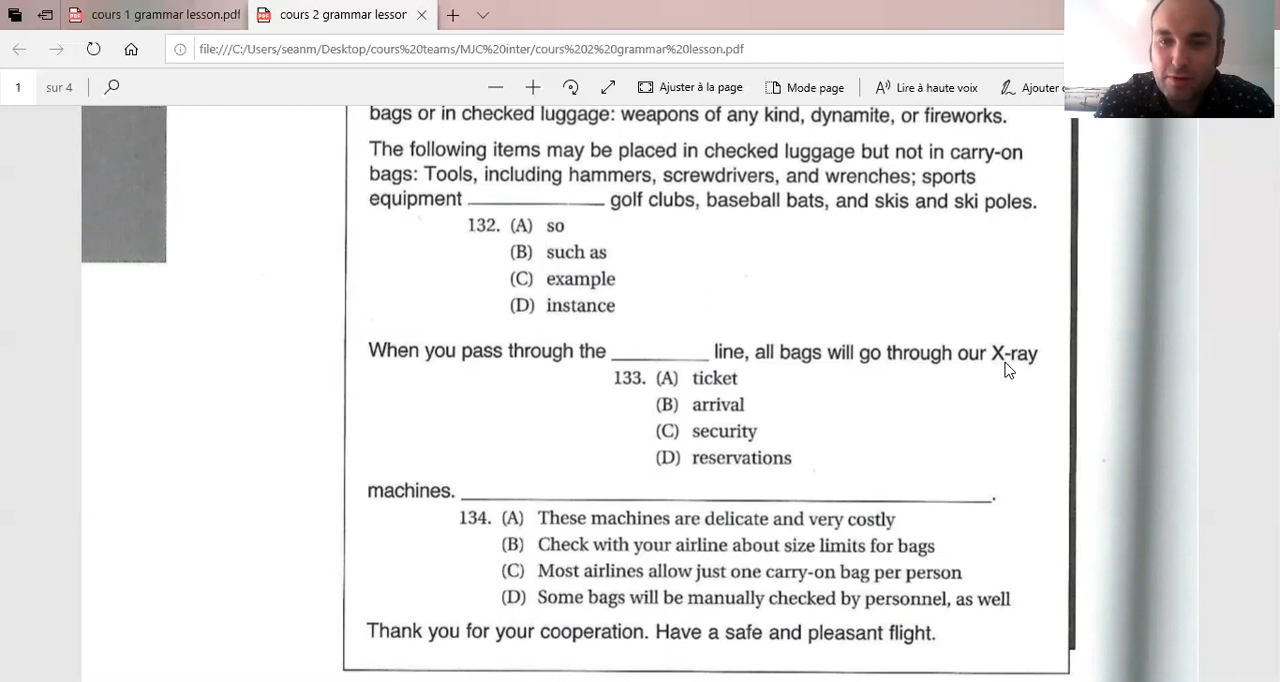 cours 1 grammar lesson.pdf
cours 2 grammar lesson
file:///C:/Users/seanm/Desktop/cours%20teams/MJC%20inter/cours%202%20grammar%20lesson.pdf
1 sur 4 Ajuster à la page Mode page Lire à haute voix Ajouter
bags or in checked luggage: weapons of any kind, dynamite, or fireworks.
The following items may be placed in checked luggage but not in carry-on
bags: Tools, including hammers, screwdrivers, and wrenches; sports
equipment ____________ golf clubs, baseball bats, and skis and ski poles.
132. (A) so
(B) such as
(C) example
(D) instance
When you pass through the _________ line, all bags will go through our X-ray
133. (A) ticket
(B) arrival
(C) security
(D) reservations
machines. ______________________________________________.
134. (A) These machines are delicate and very costly
(B) Check with your airline about size limits for bags
(C) Most airlines allow just one carry-on bag per person
(D) Some bags will be manually checked by personnel, as well
Thank you for your cooperation. Have a safe and pleasant flight.